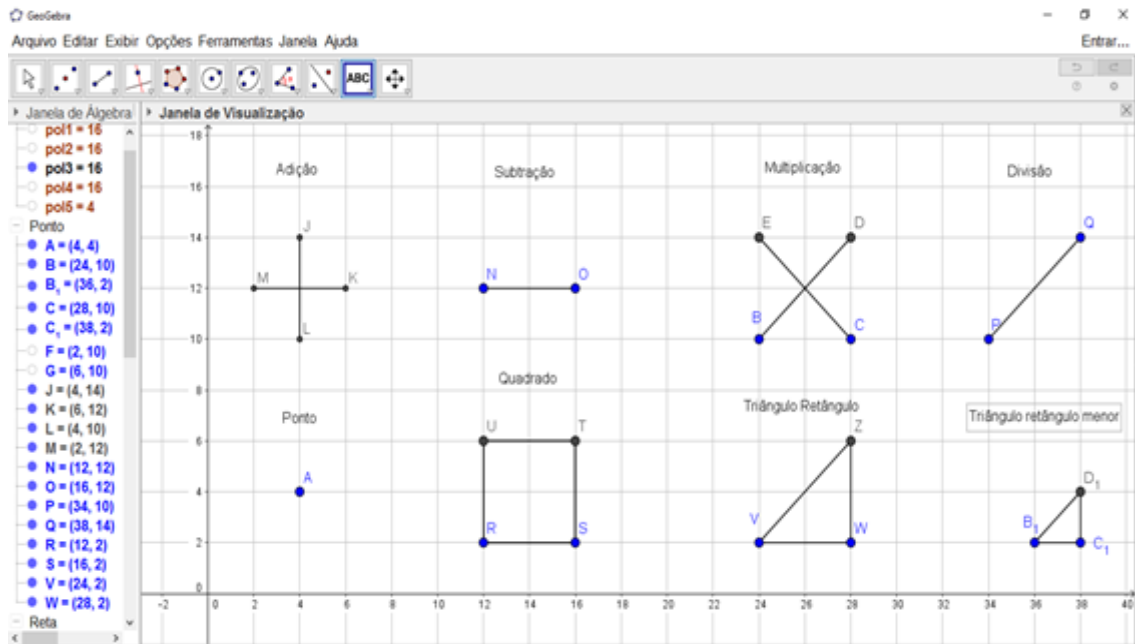 GeoGebra
Arquivo Editar Exibir Opções Ferramentas Janela Ajuda
Entrar...
ABC
Janela de Álgebra
Janela de Visualização
pol1 = 16
pol2 = 16
pol3 = 16
pol4 = 16
pol5 = 4
Ponto
A = (4, 4)
B = (24, 10)
B₁ = (36, 2)
C = (28, 10)
C₁ = (38, 2)
F = (2, 10)
G = (6, 10)
J = (4, 14)
K = (6, 12)
L = (4, 10)
M = (2, 12)
N = (12, 12)
O = (16, 12)
P = (34, 10)
Q = (38, 14)
R = (12, 2)
S = (16, 2)
V = (24, 2)
W = (28, 2)
Reta
18
16
14
12
10
8
6
4
2
0
Adição
Subtração
Multiplicação
Divisão
J
M
K
L
N
O
E
D
B
C
Q
P
Ponto
Quadrado
Triângulo Retângulo
Triângulo retângulo menor
A
U
T
R
S
Z
V
W
D₁
B₁
C₁
-2 0 2 4 6 8 10 12 14 16 18 20 22 24 26 28 30 32 34 36 38 40